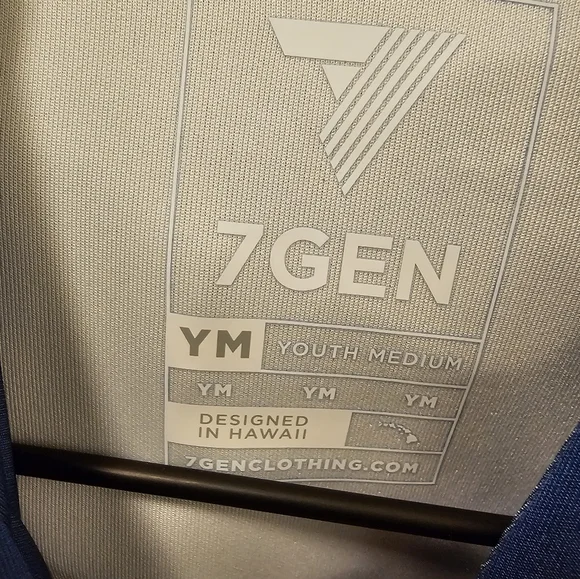 7GEN
YM YOUTH MEDIUM
YM YM YM
DESIGNED
IN HAWAII
7GENCLOTHING.COM